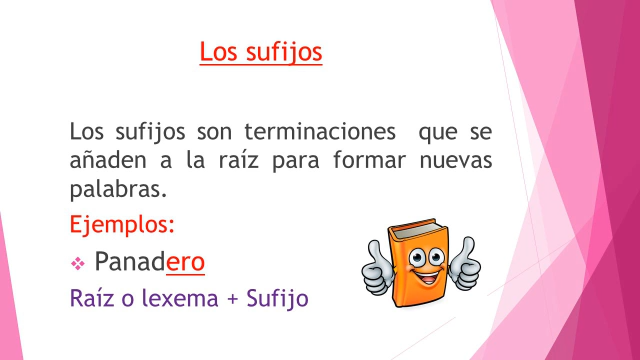 Los sufijos
Los sufijos son terminaciones que se
añaden a la raíz para formar nuevas
palabras.
Ejemplos:
Panadero
Raíz o lexema + Sufijo